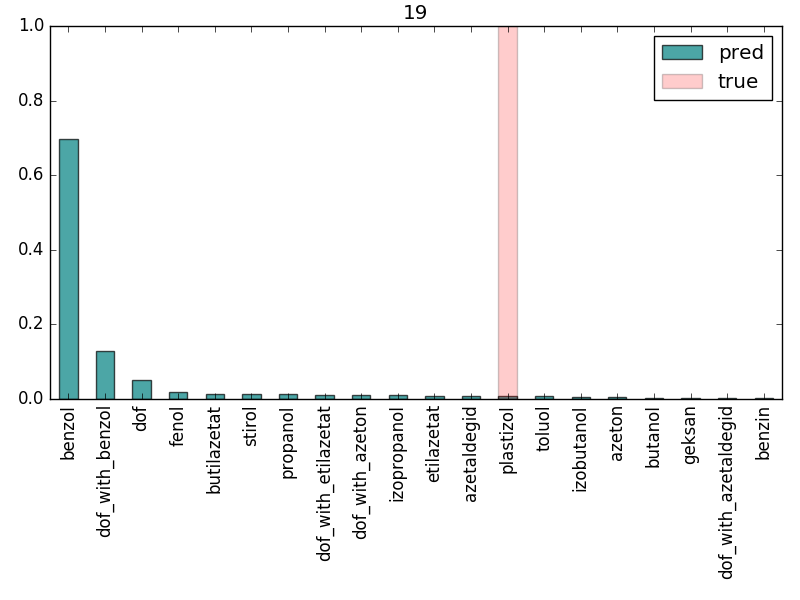 19
1.0
0.8
0.6
0.4
0.2
0.0
pred
true
benzol
dof_with_benzol
dof
fenol
butilazetat
stirol
propanol
dof_with_etilazetat
dof_with_azeton
izopropanol
etilazetat
azetaldegid
plastizol
toluol
izobutanol
azeton
butanol
geksan
dof_with_azetaldegid
benzin